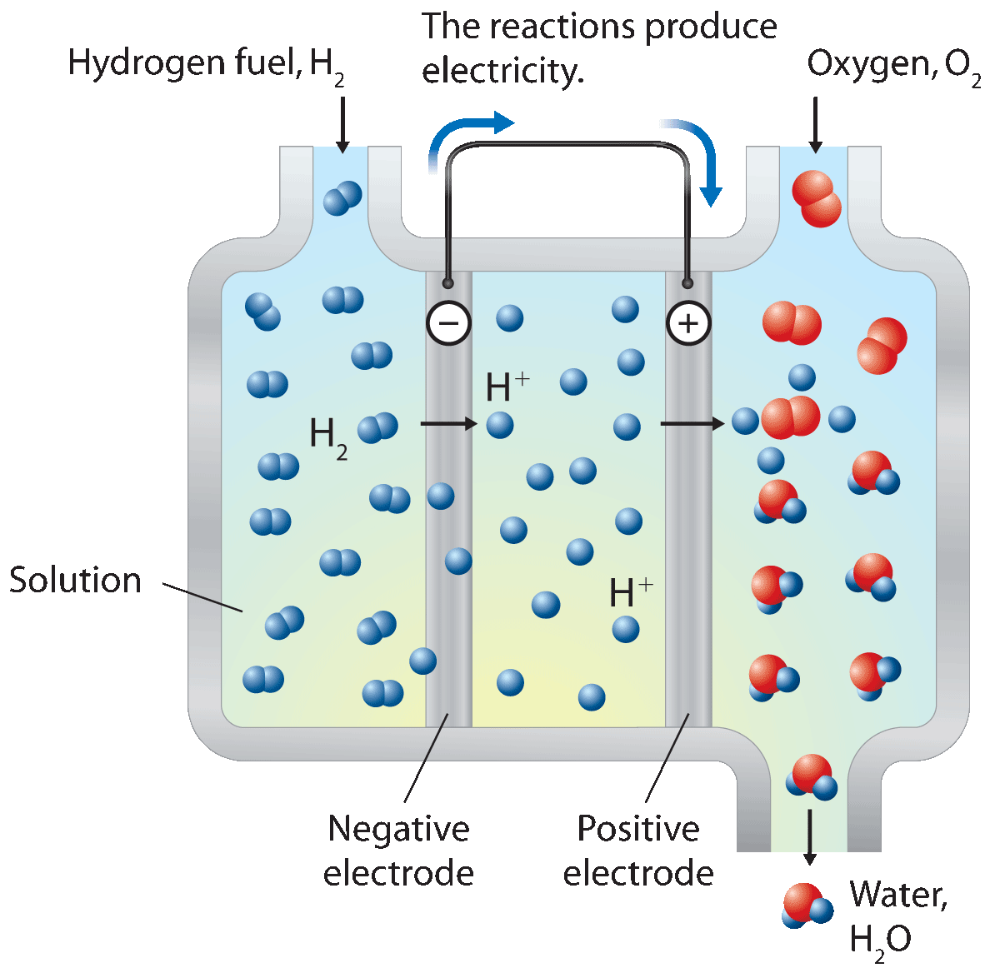 The reactions produce
electricity.
Hydrogen fuel, H₂
Oxygen, O₂
−
+
H⁺
H₂
H⁺
Solution
Negative
electrode
Positive
electrode
Water,
H₂O